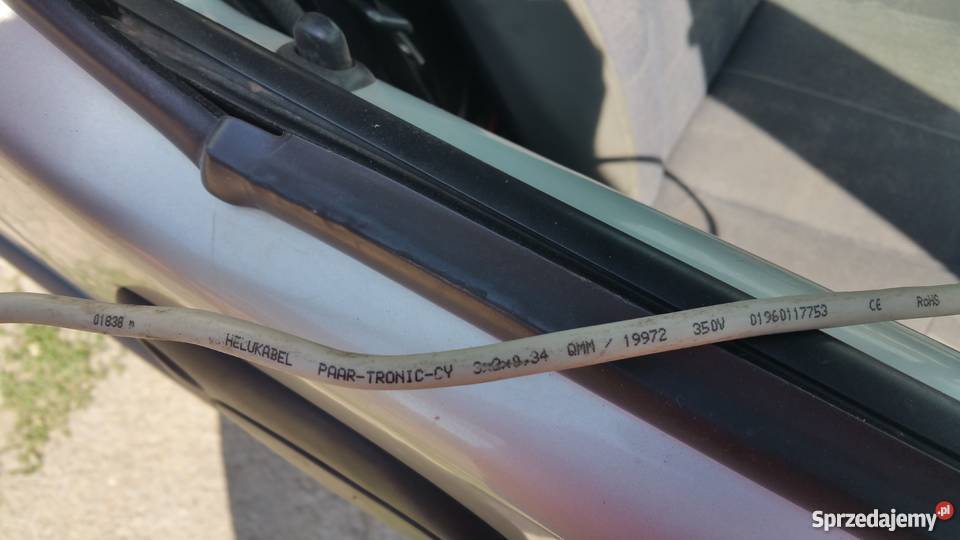 01838 m HELUKABEL PAAR-TRONIC-CY 3x2x0.34 QMM / 19972 350V 01960117753 CE RoHS
Sprzedajemy.pl